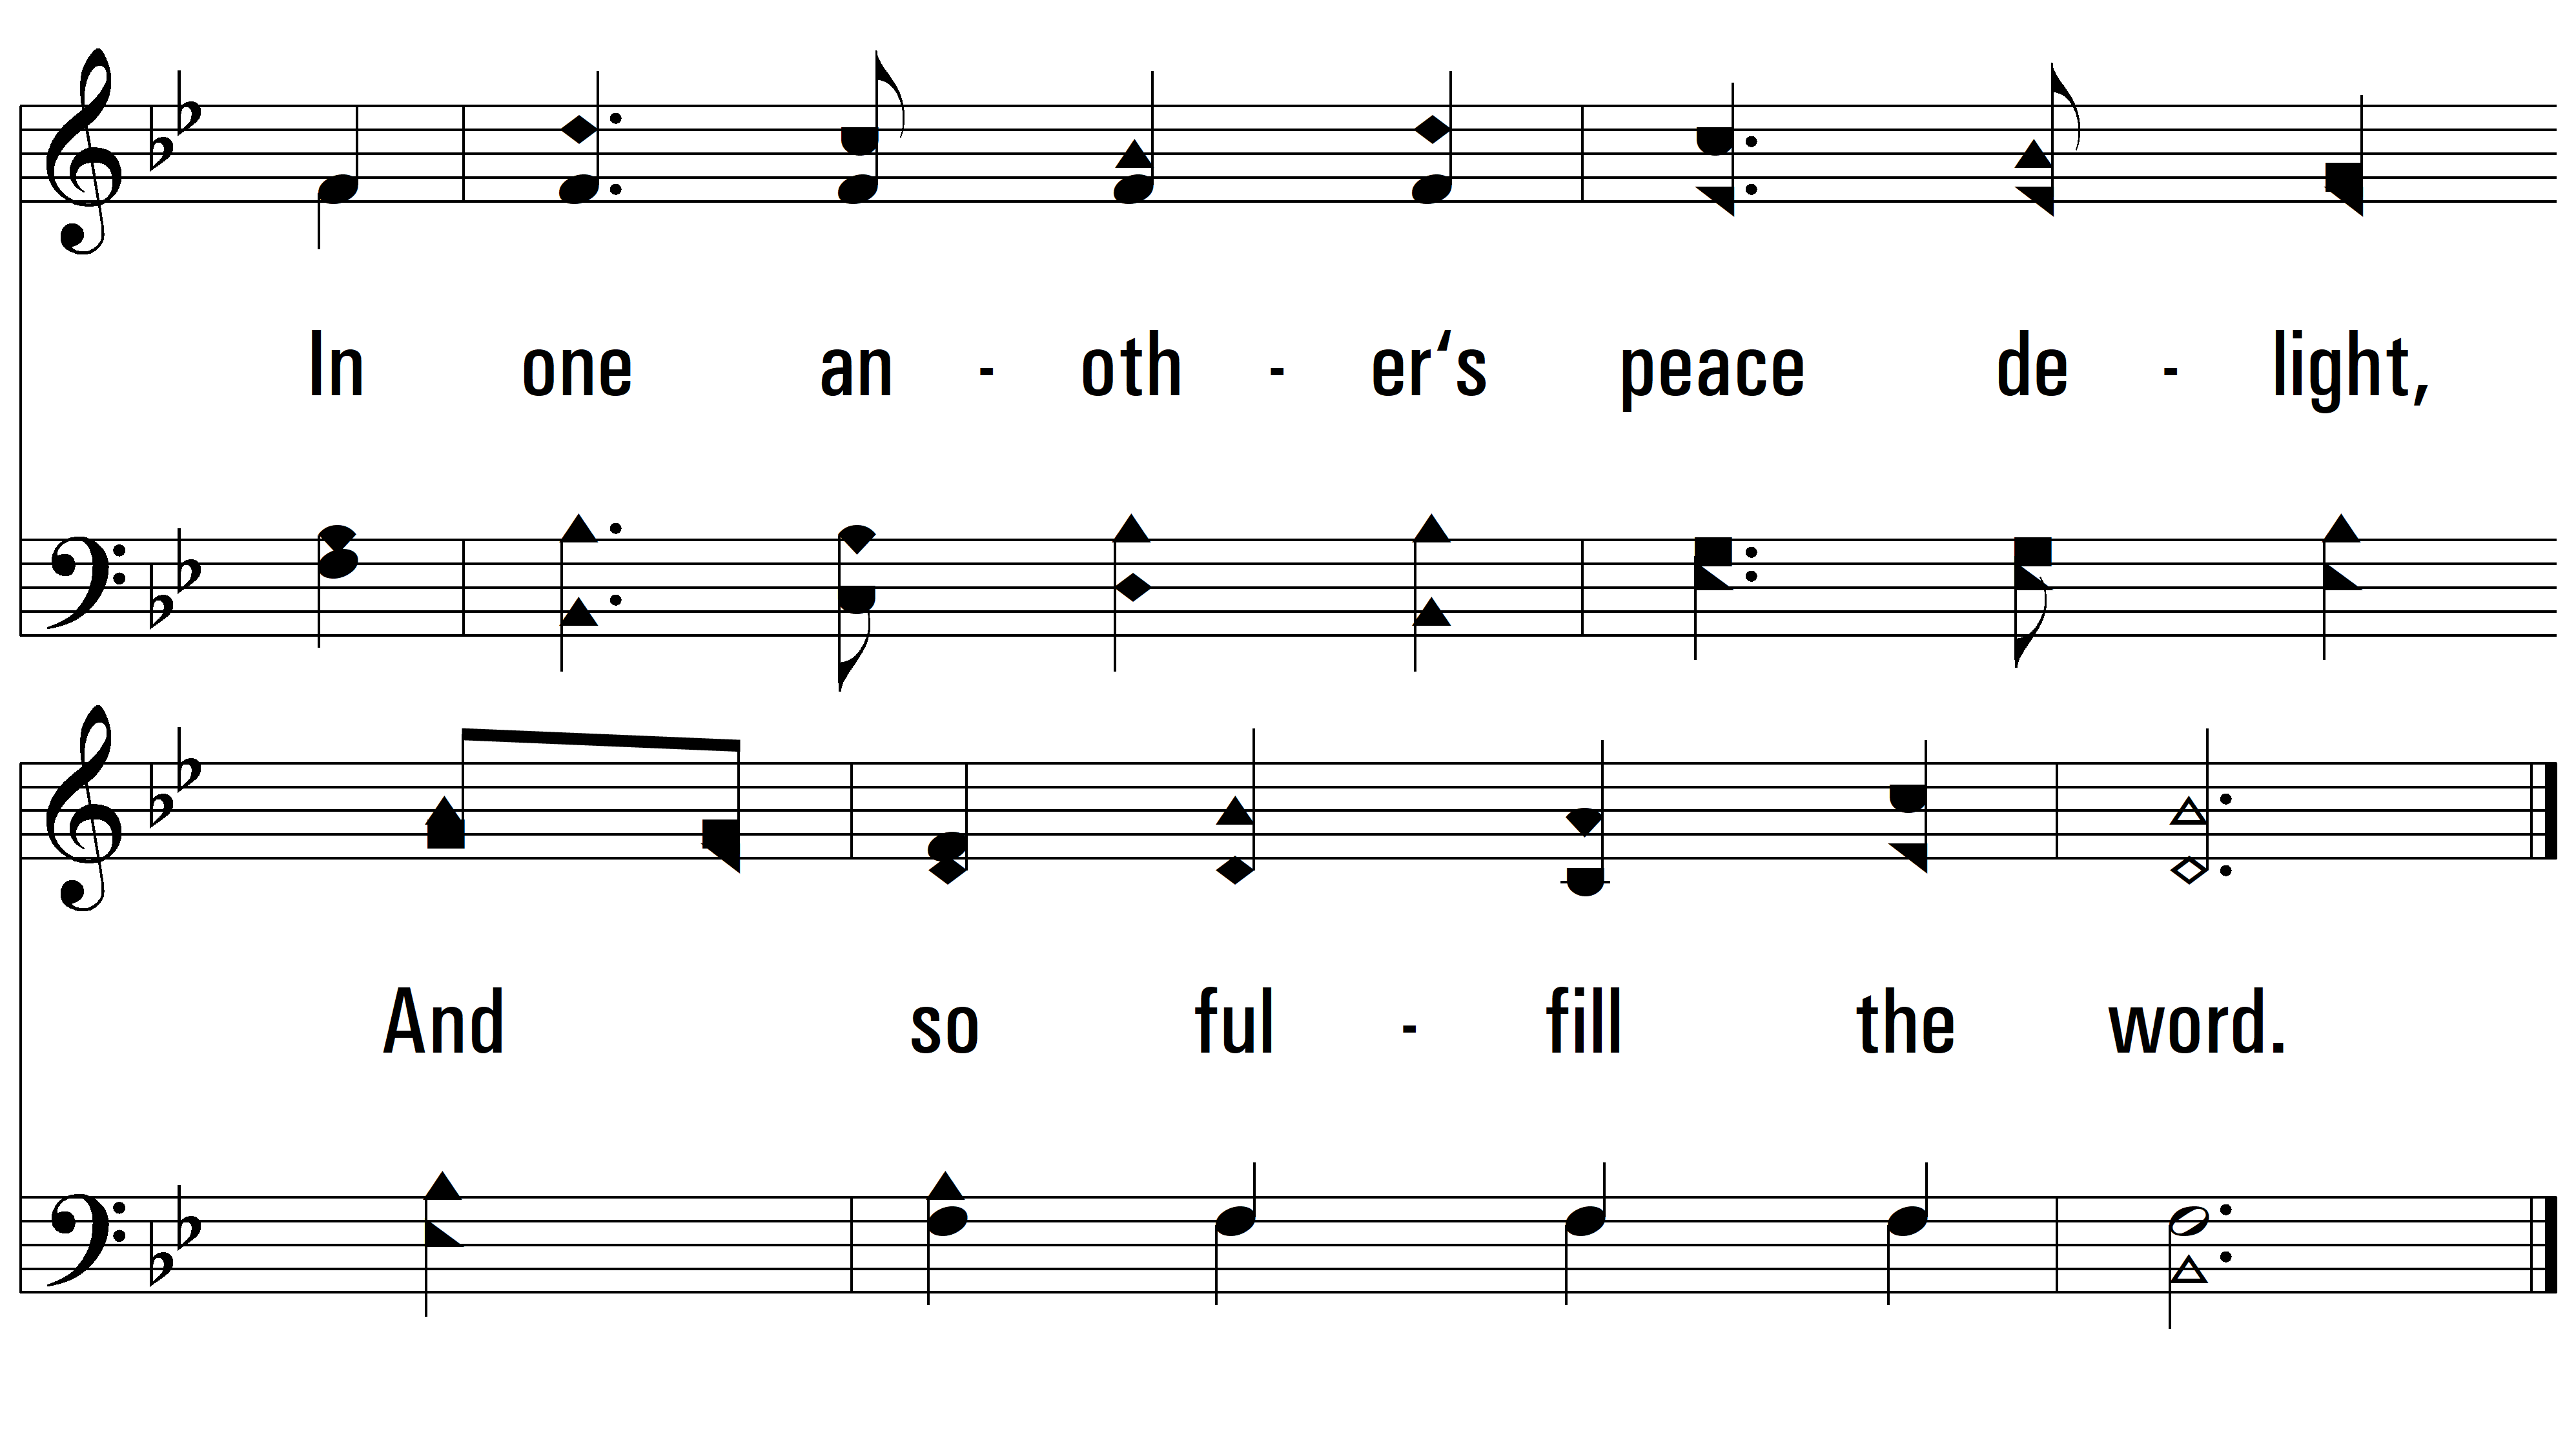 In one an - oth - er‘s peace de - light,
And so ful - fill the word.